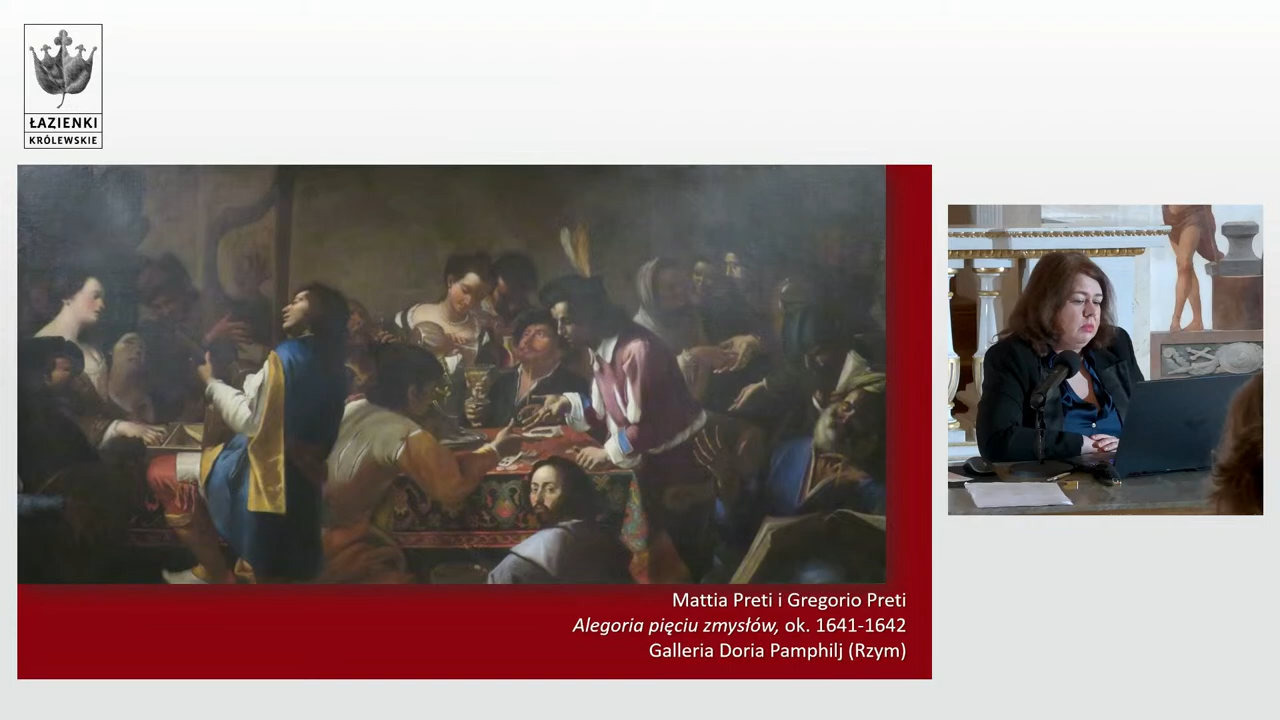 ŁAZIENKI
KRÓLEWSKIE
Mattia Preti i Gregorio Preti
Alegoria pięciu zmysłów, ok. 1641-1642
Galleria Doria Pamphilj (Rzym)